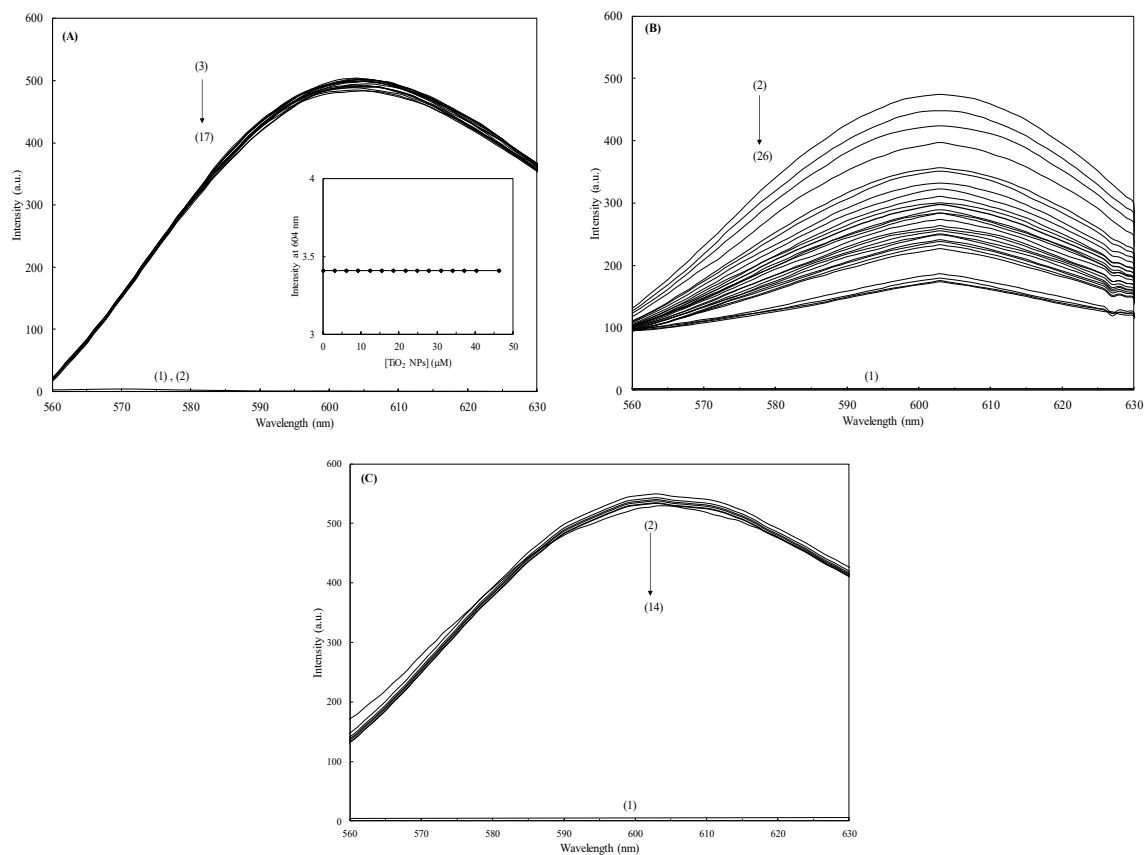 (A)
600
500
400
300
200
100
0
Intensity (a.u.)
(3)
(17)
(1) , (2)
560 570 580 590 600 610 620 630
Wavelength (nm)
4
3.5
3
Intensity at 604 nm
0 10 20 30 40 50
[TiO₂ NPs] (μM)
(B)
600
500
400
300
200
100
0
Intensity (a.u.)
(2)
(26)
(1)
560 570 580 590 600 610 620 630
Wavelength (nm)
(C)
600
500
400
300
200
100
0
Intensity (a.u.)
(2)
(14)
(1)
560 570 580 590 600 610 620 630
Wavelength (nm)